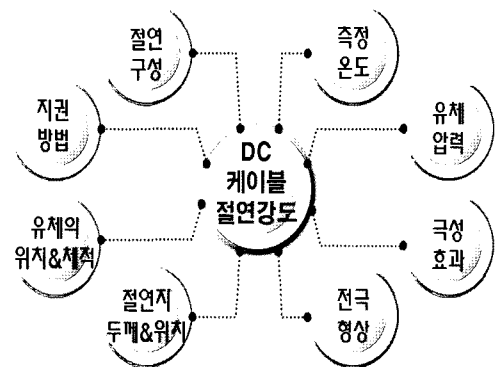 절연
구성
측정
온도
지권
방법
유체
압력
DC
케이블
절연강도
유체의
위치&체적
극성
효과
절연지
두께&위치
전극
형상